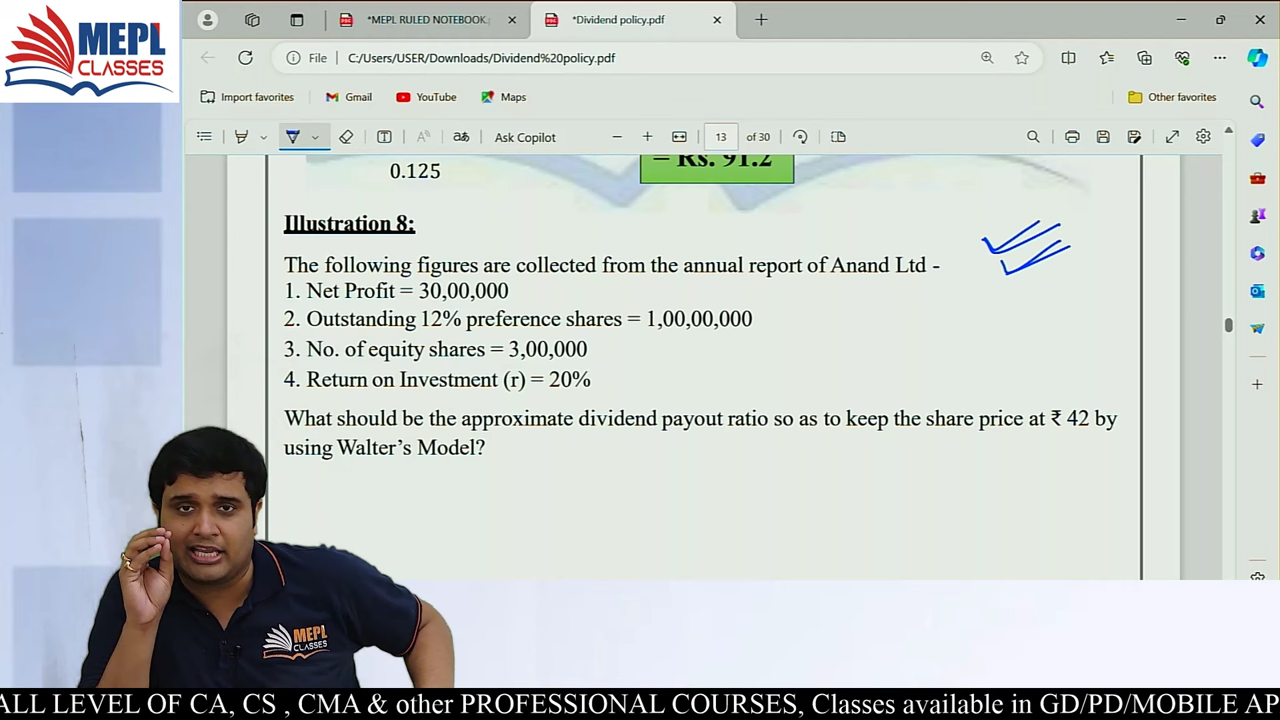 MEPL
CLASSES
*MEPL RULED NOTEBOOK.
*Dividend policy.pdf
File
C:/Users/USER/Downloads/Dividend%20policy.pdf
Import favorites
Gmail
YouTube
Maps
Other favorites
Ask Copilot
13
of 30
0.125
= Rs. 91.2
Illustration 8:
The following figures are collected from the annual report of Anand Ltd -
1. Net Profit = 30,00,000
2. Outstanding 12% preference shares = 1,00,00,000
3. No. of equity shares = 3,00,000
4. Return on Investment (r) = 20%
What should be the approximate dividend payout ratio so as to keep the share price at ₹ 42 by
using Walter’s Model?
MEPL
CLASSES
ALL LEVEL OF CA, CS , CMA & other PROFESSIONAL COURSES, Classes available in GD/PD/MOBILE AP